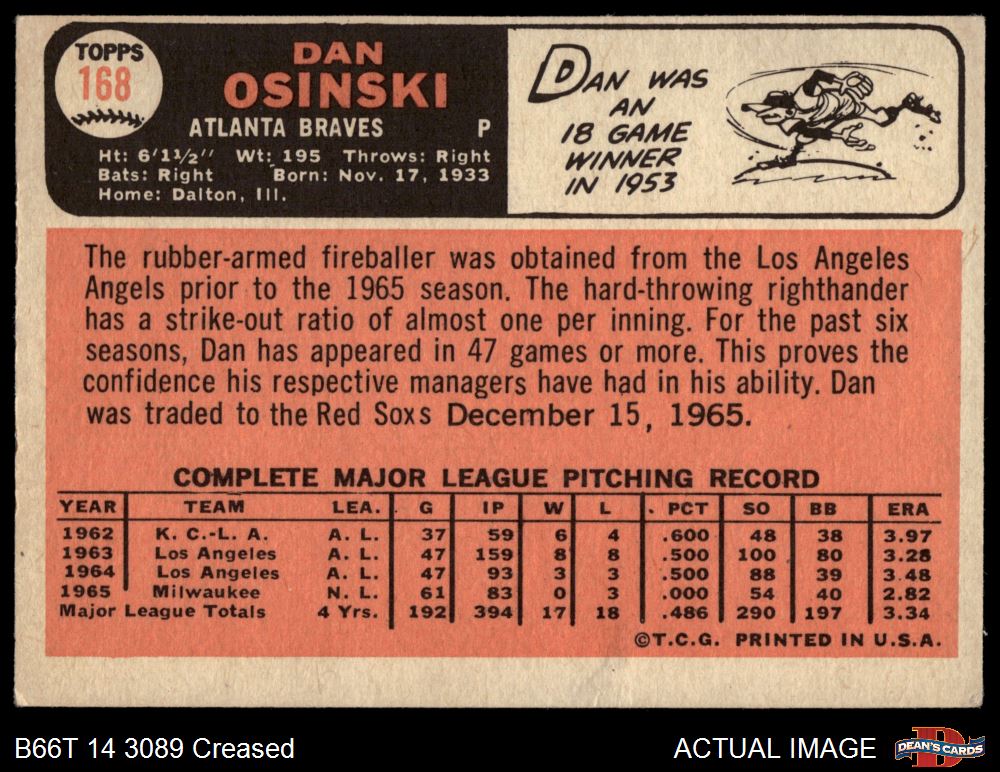 TOPPS
168
DAN
OSINSKI
ATLANTA BRAVES P
Ht: 6'1½" Wt: 195 Throws: Right
Bats: Right Born: Nov. 17, 1933
Home: Dalton, Ill.
DAN WAS
AN
18 GAME
WINNER
IN 1953
The rubber-armed fireballer was obtained from the Los Angeles
Angels prior to the 1965 season. The hard-throwing righthander
has a strike-out ratio of almost one per inning. For the past six
seasons, Dan has appeared in 47 games or more. This proves the
confidence his respective managers have had in his ability. Dan
was traded to the Red Soxs December 15, 1965.
COMPLETE MAJOR LEAGUE PITCHING RECORD
YEAR TEAM LEA. G IP W L PCT SO BB ERA
1962 K. C.-L. A. A. L. 37 59 6 4 .600 48 38 3.97
1963 Los Angeles A. L. 47 159 8 8 .500 100 80 3.28
1964 Los Angeles A. L. 47 93 3 3 .500 88 39 3.48
1965 Milwaukee N. L. 61 83 0 3 .000 54 40 2.82
Major League Totals 4 Yrs. 192 394 17 18 .486 290 197 3.34
©T.C.G. PRINTED IN U.S.A.
B66T 14 3089 Creased ACTUAL IMAGE DEAN'S CARDS